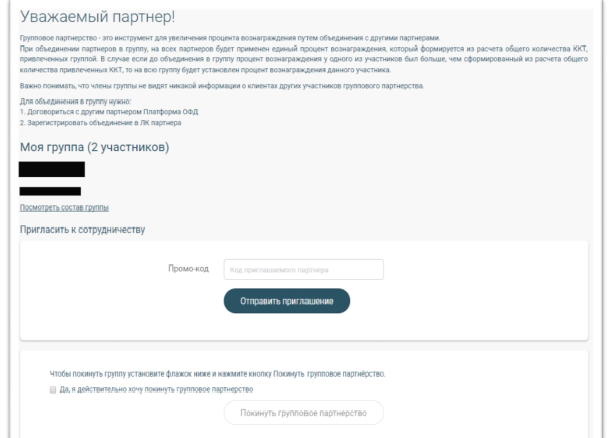 Уважаемый партнер!
Групповое партнерство - это инструмент для увеличения процента вознаграждения путем объединения с другими партнерами.
При объединении партнеров в группу, на всех партнеров будет применен единый процент вознаграждения, который формируется из расчета общего количества ККТ,
привлеченных группой. В случае если до объединения в группу процент вознаграждения у одного из участников был больше, чем сформированный из расчета общего
количества привлеченных ККТ, то на всю группу будет установлен процент вознаграждения данного участника.
Важно понимать, что члены группы не видят никакой информации о клиентах других участников группового партнерства.
Для объединения в группу нужно:
1. Договориться с другим партнером Платформа ОФД
2. Зарегистрировать объединение в ЛК партнера
Моя группа (2 участников)
Посмотреть состав группы
Пригласить к сотрудничеству
Промо-код
Код приглашаемого партнера
Отправить приглашение
Чтобы покинуть группу установите флажок ниже и нажмите кнопку Покинуть групповое партнёрство.
Да, я действительно хочу покинуть групповое партнерство
Покинуть групповое партнерство